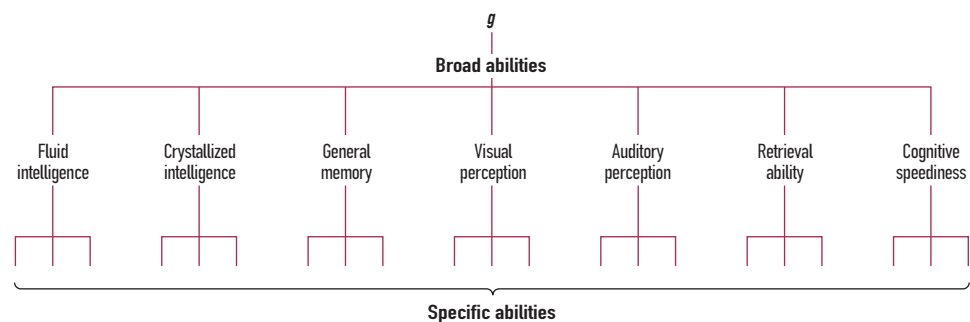 g
Broad abilities
Fluid
intelligence
Crystallized
intelligence
General
memory
Visual
perception
Auditory
perception
Retrieval
ability
Cognitive
speediness
Specific abilities